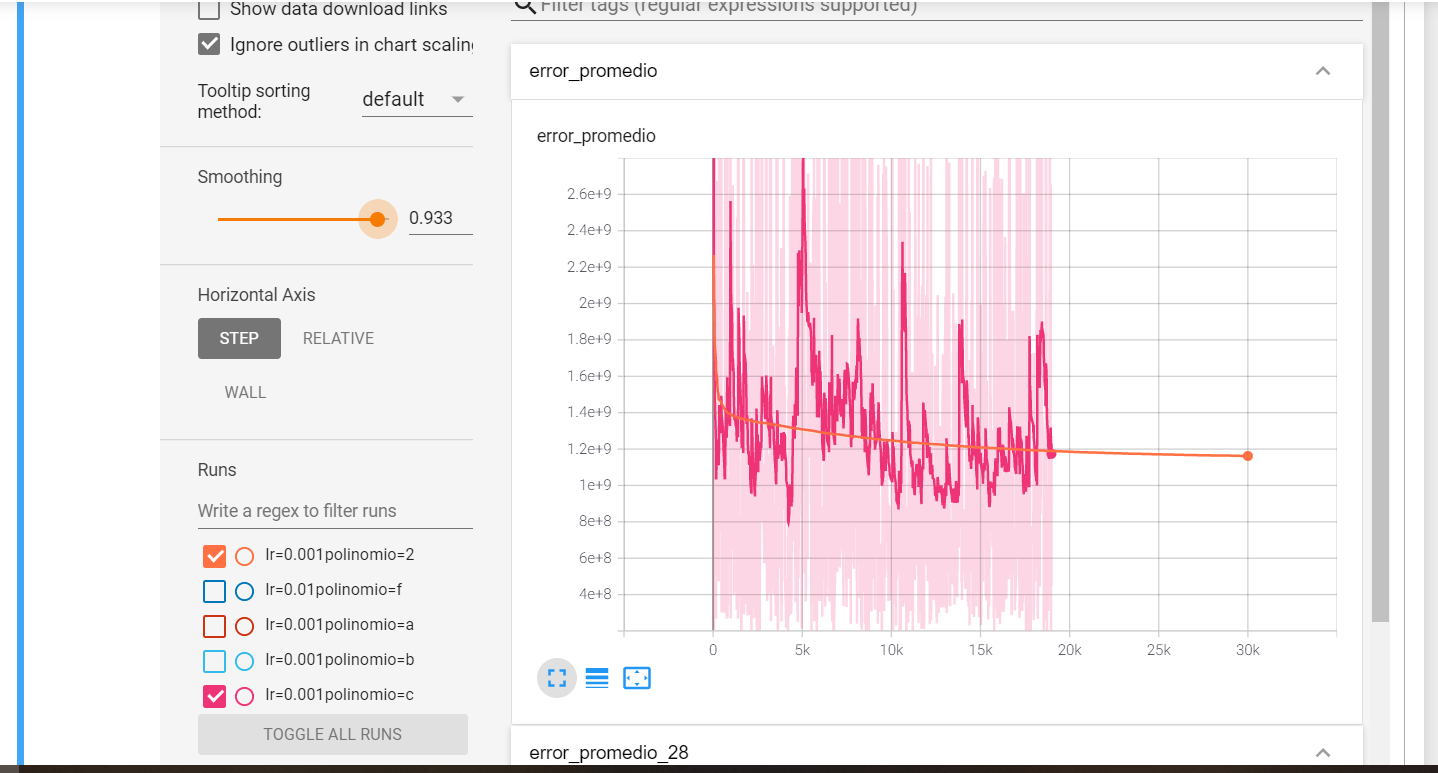 Show data download links
Ignore outliers in chart scaling
Tooltip sorting
method:
default
Smoothing
0.933
Horizontal Axis
STEP
RELATIVE
WALL
Runs
Write a regex to filter runs
lr=0.001polinomio=2
lr=0.01polinomio=f
lr=0.001polinomio=a
lr=0.001polinomio=b
lr=0.001polinomio=c
TOGGLE ALL RUNS
Filter tags (regular expressions supported)
error_promedio
error_promedio
2.6e+9
2.4e+9
2.2e+9
2e+9
1.8e+9
1.6e+9
1.4e+9
1.2e+9
1e+9
8e+8
6e+8
4e+8
0 5k 10k 15k 20k 25k 30k
error_promedio_28